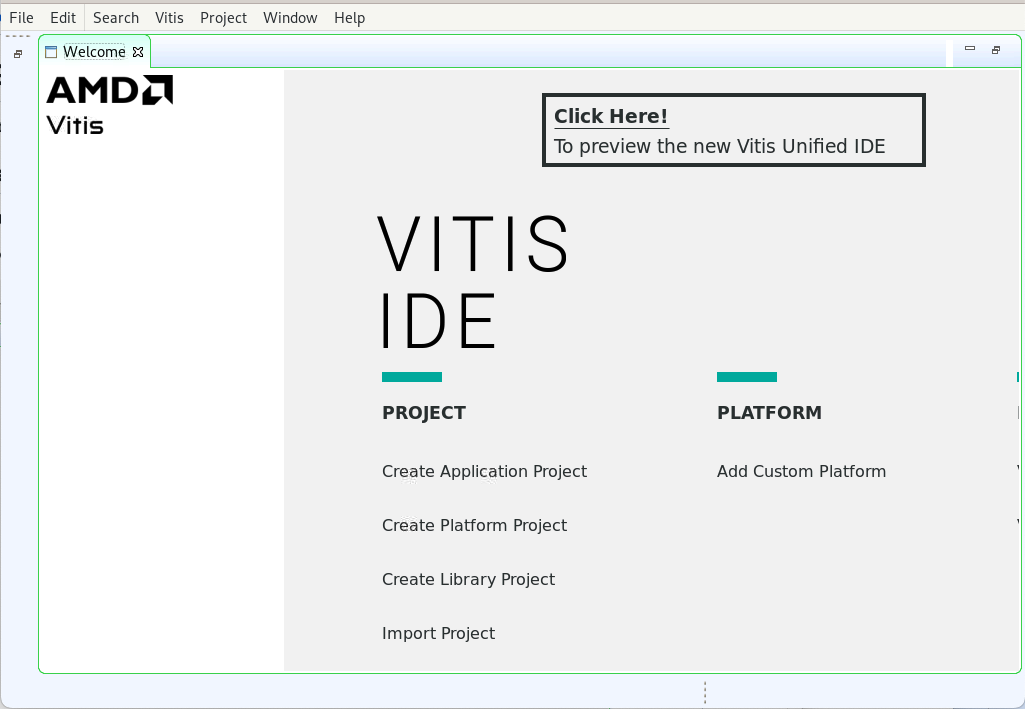 File Edit Search Vitis Project Window Help
Welcome
AMD
Vitis
Click Here!
To preview the new Vitis Unified IDE
VITIS
IDE
PROJECT
PLATFORM
Create Application Project
Add Custom Platform
Create Platform Project
Create Library Project
Import Project